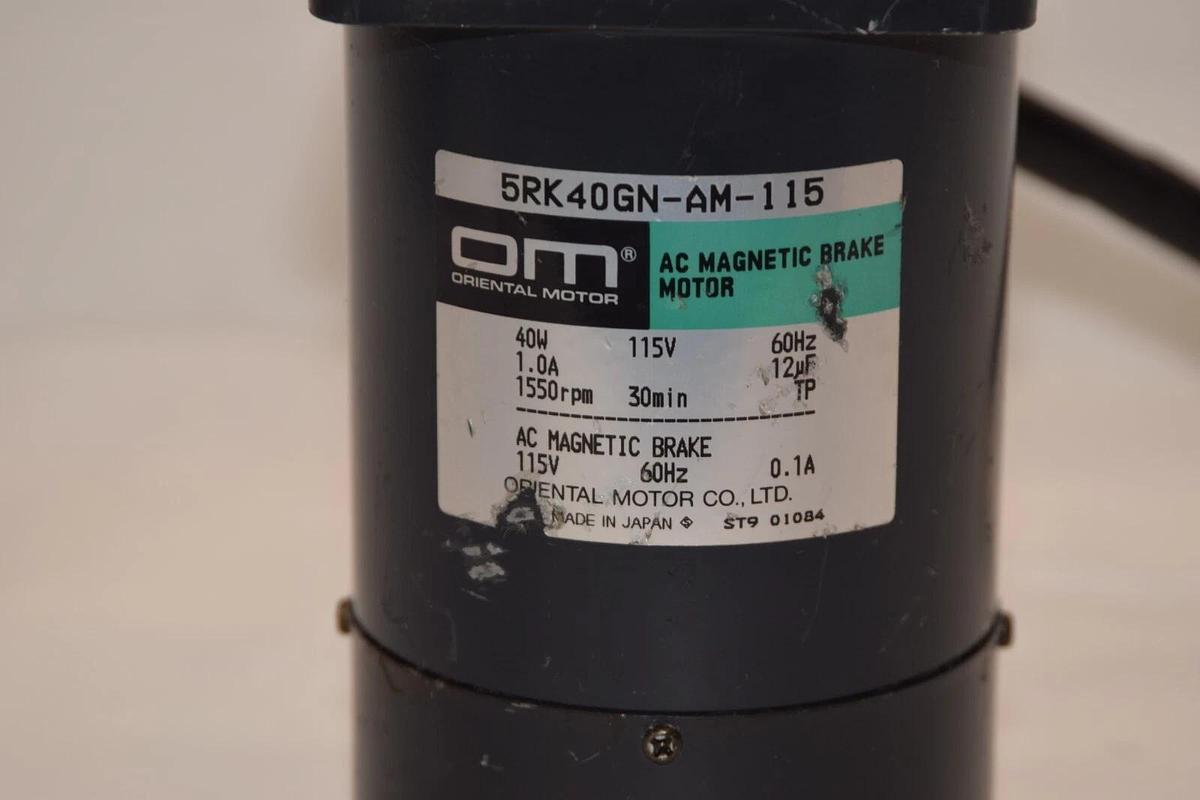 5RK40GN-AM-115
OM®
ORIENTAL MOTOR
AC MAGNETIC BRAKE
MOTOR
40W 115V 60Hz
1.0A 12µF
1550rpm 30min TP
AC MAGNETIC BRAKE
115V 60Hz 0.1A
ORIENTAL MOTOR CO., LTD.
MADE IN JAPAN S ST9 01084